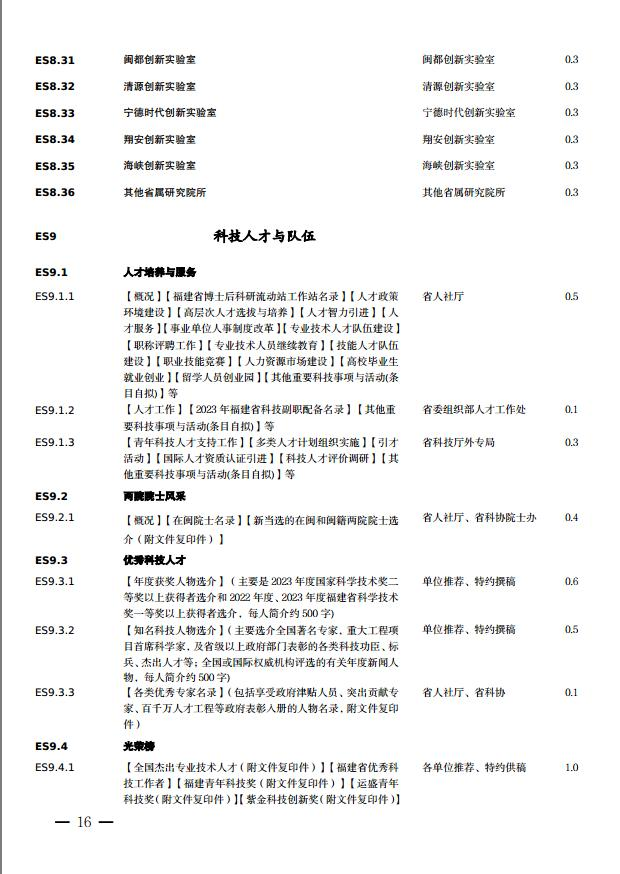 ES8.31 闽都创新实验室 闽都创新实验室 0.3
ES8.32 清源创新实验室 清源创新实验室 0.3
ES8.33 宁德时代创新实验室 宁德时代创新实验室 0.3
ES8.34 翔安创新实验室 翔安创新实验室 0.3
ES8.35 海峡创新实验室 海峡创新实验室 0.3
ES8.36 其他省属研究院所 其他省属研究院所 0.3
ES9 科技人才与队伍
ES9.1 人才培养与服务
ES9.1.1 【概况】【福建省博士后科研流动站工作站名录】【人才政策 省人社厅 0.5
环境建设】【高层次人才选拔与培养】【人才智力引进】【人
才服务】【事业单位人事制度改革】【专业技术人才队伍建设】
【职称评聘工作】【专业技术人员继续教育】【技能人才队伍
建设】【职业技能竞赛】【人力资源市场建设】【高校毕业生
就业创业】【留学人员创业园】【其他重要科技事项与活动(条
目自拟)】等
ES9.1.2 【人才工作】【2023 年福建省科技副职配备名录】【其他重 省委组织部人才工作处 0.1
要科技事项与活动(条目自拟)】等
ES9.1.3 【青年科技人才支持工作】【多类人才计划组织实施】【引才 省科技厅外专局 0.3
活动】【国际人才资质认证引进】【科技人才评价调研】【其
他重要科技事项与活动(条目自拟)】等
ES9.2 两院院士风采
ES9.2.1 【概况】【在闽院士名录】【新当选的在闽和闽籍两院院士选 省人社厅、省科协院士办 0.4
介（附文件复印件）】
ES9.3 优秀科技人才
ES9.3.1 【年度获奖人物选介】（主要是 2023 年度国家科学技术奖二 单位推荐、特约撰稿 0.6
等奖以上获得者选介和 2022 年度、2023 年度福建省科学技术
奖一等奖以上获得者选介，每人简介约 500 字)
ES9.3.2 【知名科技人物选介】（主要选介全国著名专家，重大工程项 单位推荐、特约撰稿 0.5
目首席科学家，及省级以上政府部门表彰的各类科技功臣、标
兵、杰出人才等；全国或国际权威机构评选的有关年度新闻人
物，每人简介约 500 字）
ES9.3.3 【各类优秀专家名录】（包括享受政府津贴人员、突出贡献专 省人社厅、省科协 0.1
家、百千万人才工程等政府表彰入册的人物名录，附文件复印
件）
ES9.4 光荣榜
ES9.4.1 【全国杰出专业技术人才（附文件复印件）】【福建省优秀科 各单位推荐、特约供稿 1.0
技工作者】【福建青年科技奖（附文件复印件）】【运盛青年
科技奖(附文件复印件)】【紫金科技创新奖(附文件复印件)】
— 16 —